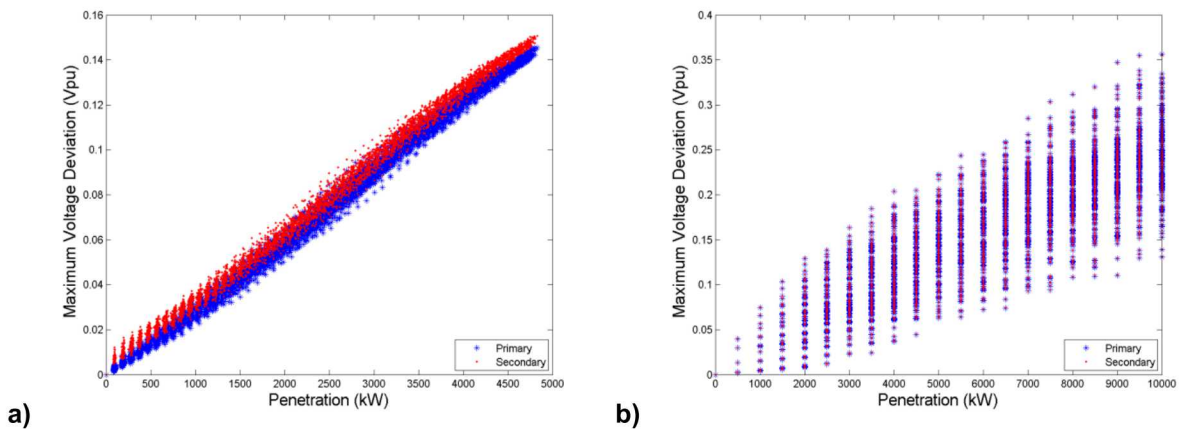 0.16
0.14
0.12
0.1
0.08
0.06
0.04
0.02
0
Maximum Voltage Deviation (Vpu)
0 500 1000 1500 2000 2500 3000 3500 4000 4500 5000
Penetration (kW)
Primary
Secondary
a)
0.4
0.35
0.3
0.25
0.2
0.15
0.1
0.05
0
Maximum Voltage Deviation (Vpu)
0 1000 2000 3000 4000 5000 6000 7000 8000 9000 10000
Penetration (kW)
Primary
Secondary
b)